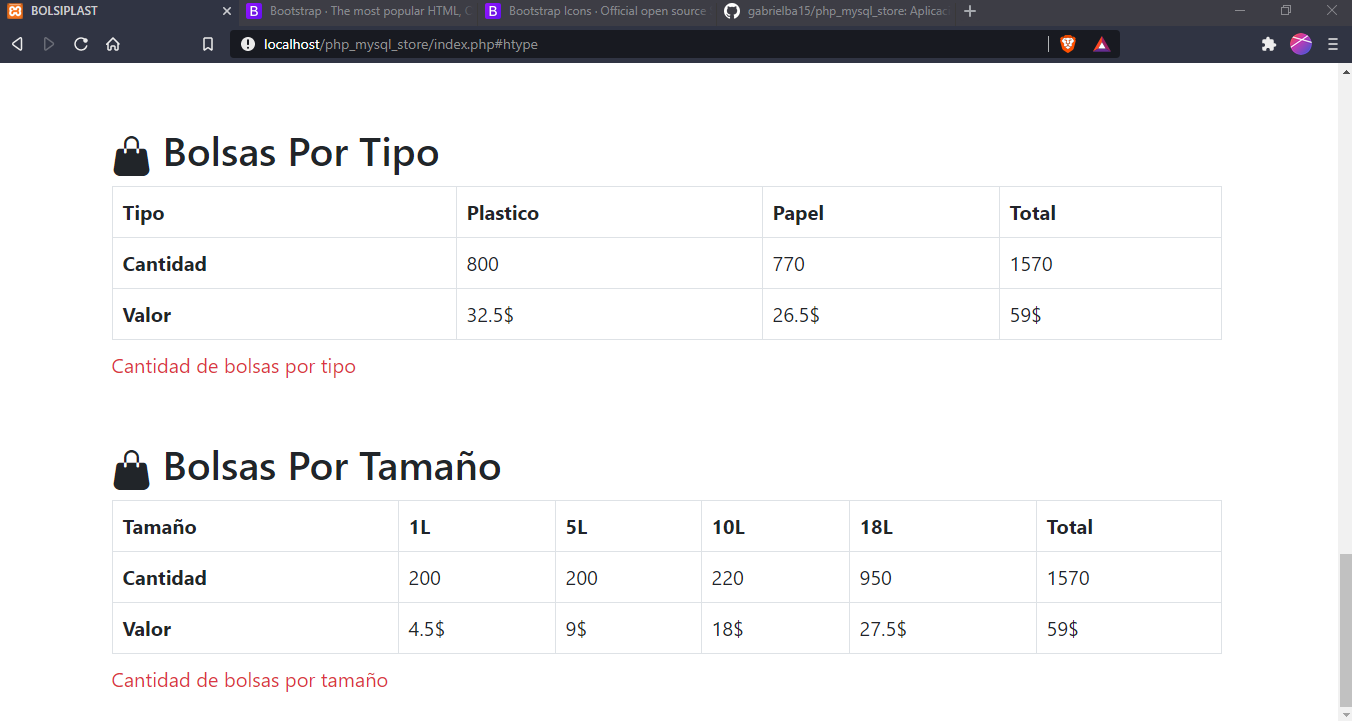 BOLSIPLAST
Bootstrap · The most popular HTML, C
Bootstrap Icons · Official open source
gabrielba15/php_mysql_store: Aplicac
localhost/php_mysql_store/index.php#htype
Bolsas Por Tipo
Tipo Plastico Papel Total
Cantidad 800 770 1570
Valor 32.5$ 26.5$ 59$
Cantidad de bolsas por tipo
Bolsas Por Tamaño
Tamaño 1L 5L 10L 18L Total
Cantidad 200 200 220 950 1570
Valor 4.5$ 9$ 18$ 27.5$ 59$
Cantidad de bolsas por tamaño